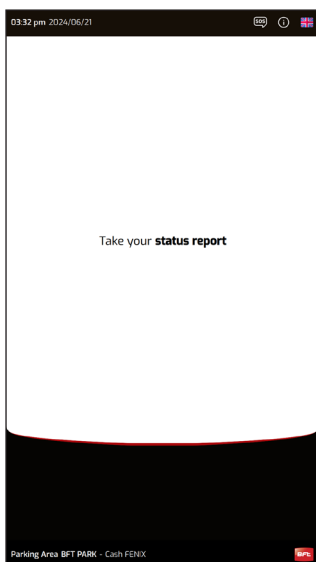 03:32 pm 2024/06/21 SOS i
Take your status report
Parking Area BFT PARK - Cash FENIX BFT